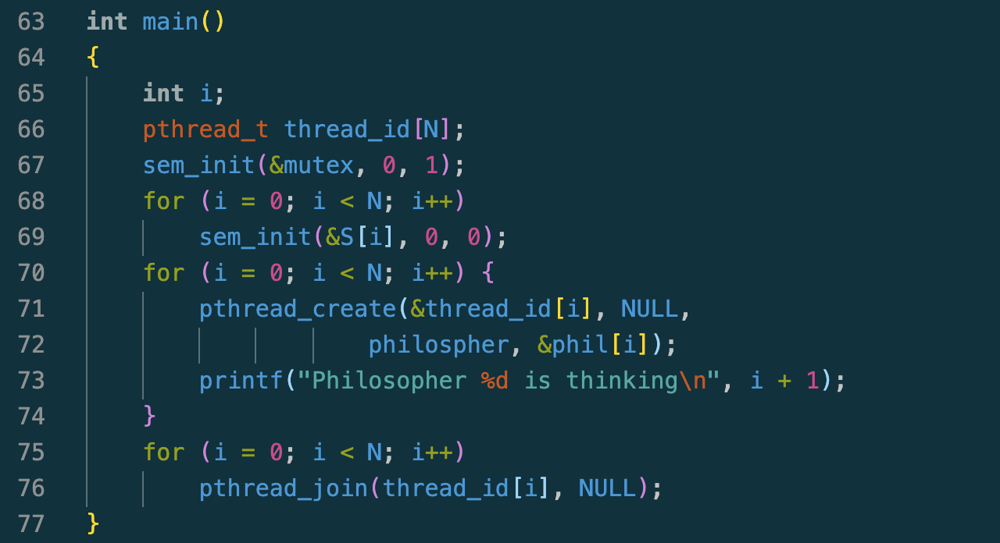 63 int main()
64 {
65 int i;
66 pthread_t thread_id[N];
67 sem_init(&mutex, 0, 1);
68 for (i = 0; i < N; i++)
69 sem_init(&S[i], 0, 0);
70 for (i = 0; i < N; i++) {
71 pthread_create(&thread_id[i], NULL,
72 philospher, &phil[i]);
73 printf("Philosopher %d is thinking\n", i + 1);
74 }
75 for (i = 0; i < N; i++)
76 pthread_join(thread_id[i], NULL);
77 }